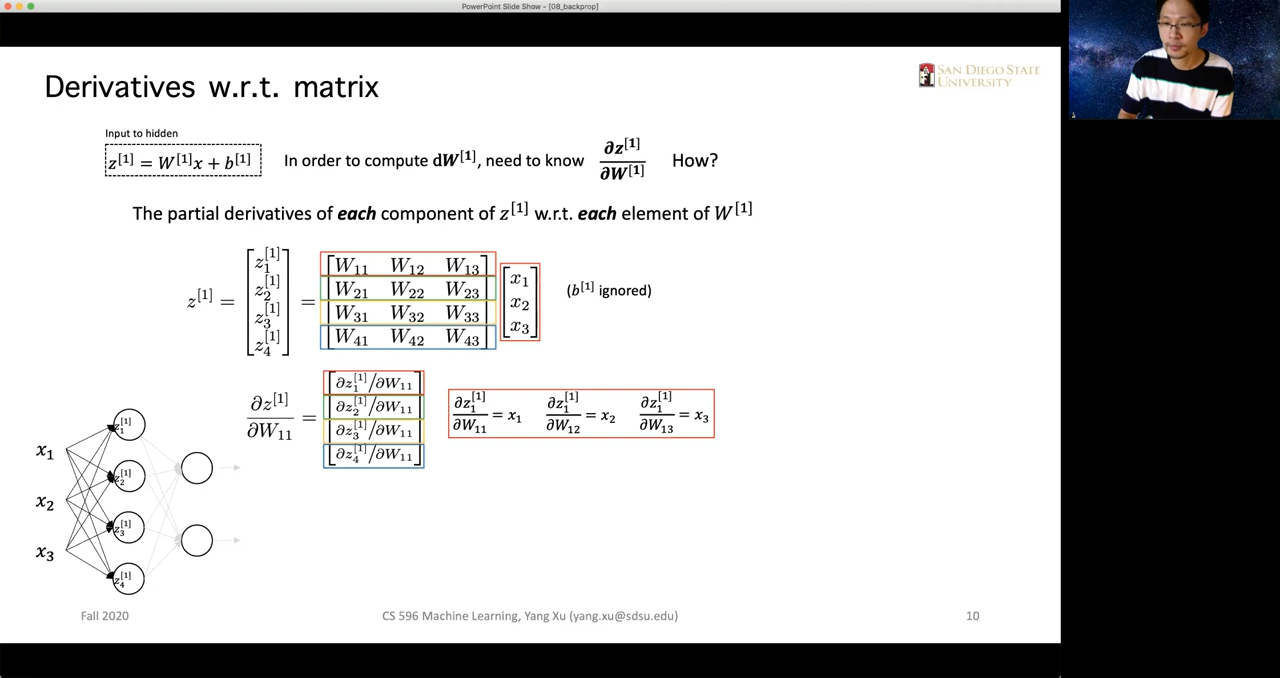 PowerPoint Slide Show - [08_backprop]
Derivatives w.r.t. matrix
SAN DIEGO STATE
UNIVERSITY
Input to hidden
z^[1] = W^[1]x + b^[1]
In order to compute dW^[1], need to know ∂z^[1]/∂W^[1] How?
The partial derivatives of each component of z^[1] w.r.t. each element of W^[1]
z^[1] = [z_1^[1] z_2^[1] z_3^[1] z_4^[1]] =
W_11 W_12 W_13
W_21 W_22 W_23
W_31 W_32 W_33
W_41 W_42 W_43
x_1
x_2
x_3
(b^[1] ignored)
∂z^[1]/∂W_11 =
∂z_1^[1]/∂W_11
∂z_2^[1]/∂W_11
∂z_3^[1]/∂W_11
∂z_4^[1]/∂W_11
∂z_1^[1]/∂W_11 = x_1 ∂z_1^[1]/∂W_12 = x_2 ∂z_1^[1]/∂W_13 = x_3
x_1
x_2
x_3
z_1^[1]
z_2^[1]
z_3^[1]
z_4^[1]
Fall 2020
CS 596 Machine Learning, Yang Xu (yang.xu@sdsu.edu)
10